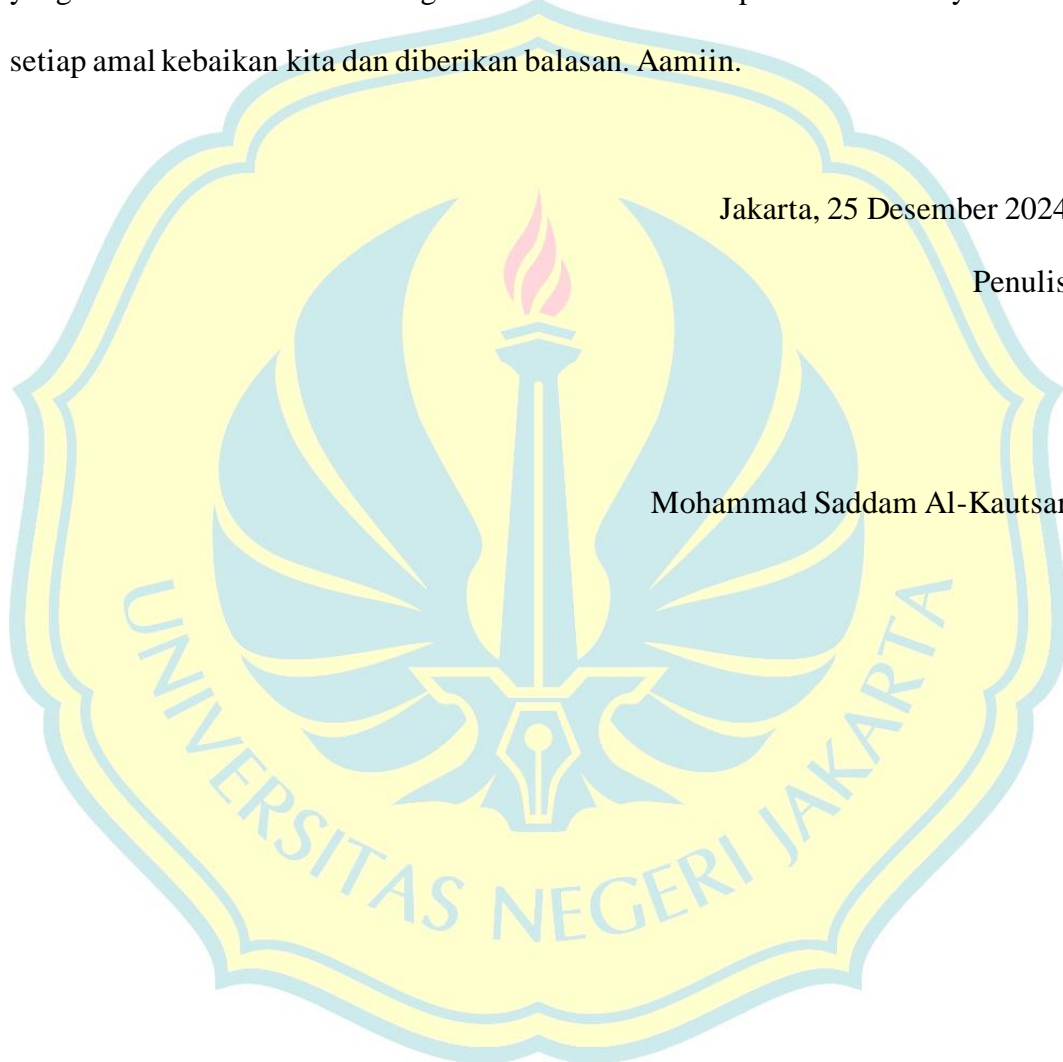 setiap amal kebaikan kita dan diberikan balasan. Aamiin.
Jakarta, 25 Desember 2024
Penulis
Mohammad Saddam Al-Kautsar
UNIVERSITAS NEGERI JAKARTA